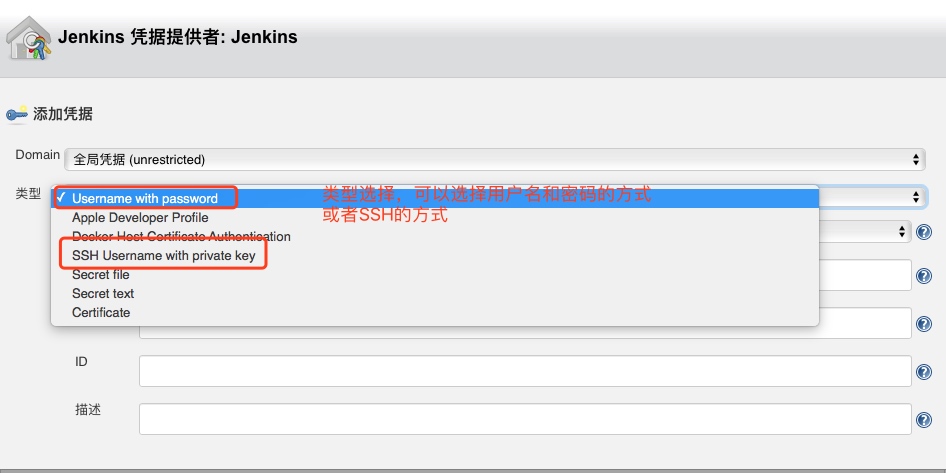 Jenkins 凭据提供者: Jenkins
添加凭据
Domain 全局凭据 (unrestricted)
类型 ✓ Username with password
类型选择，可以选择用户名和密码的方式
或者SSH的方式
Apple Developer Profile
Docker Host Certificate Authentication
SSH Username with private key
Secret file
Secret text
Certificate
ID
描述